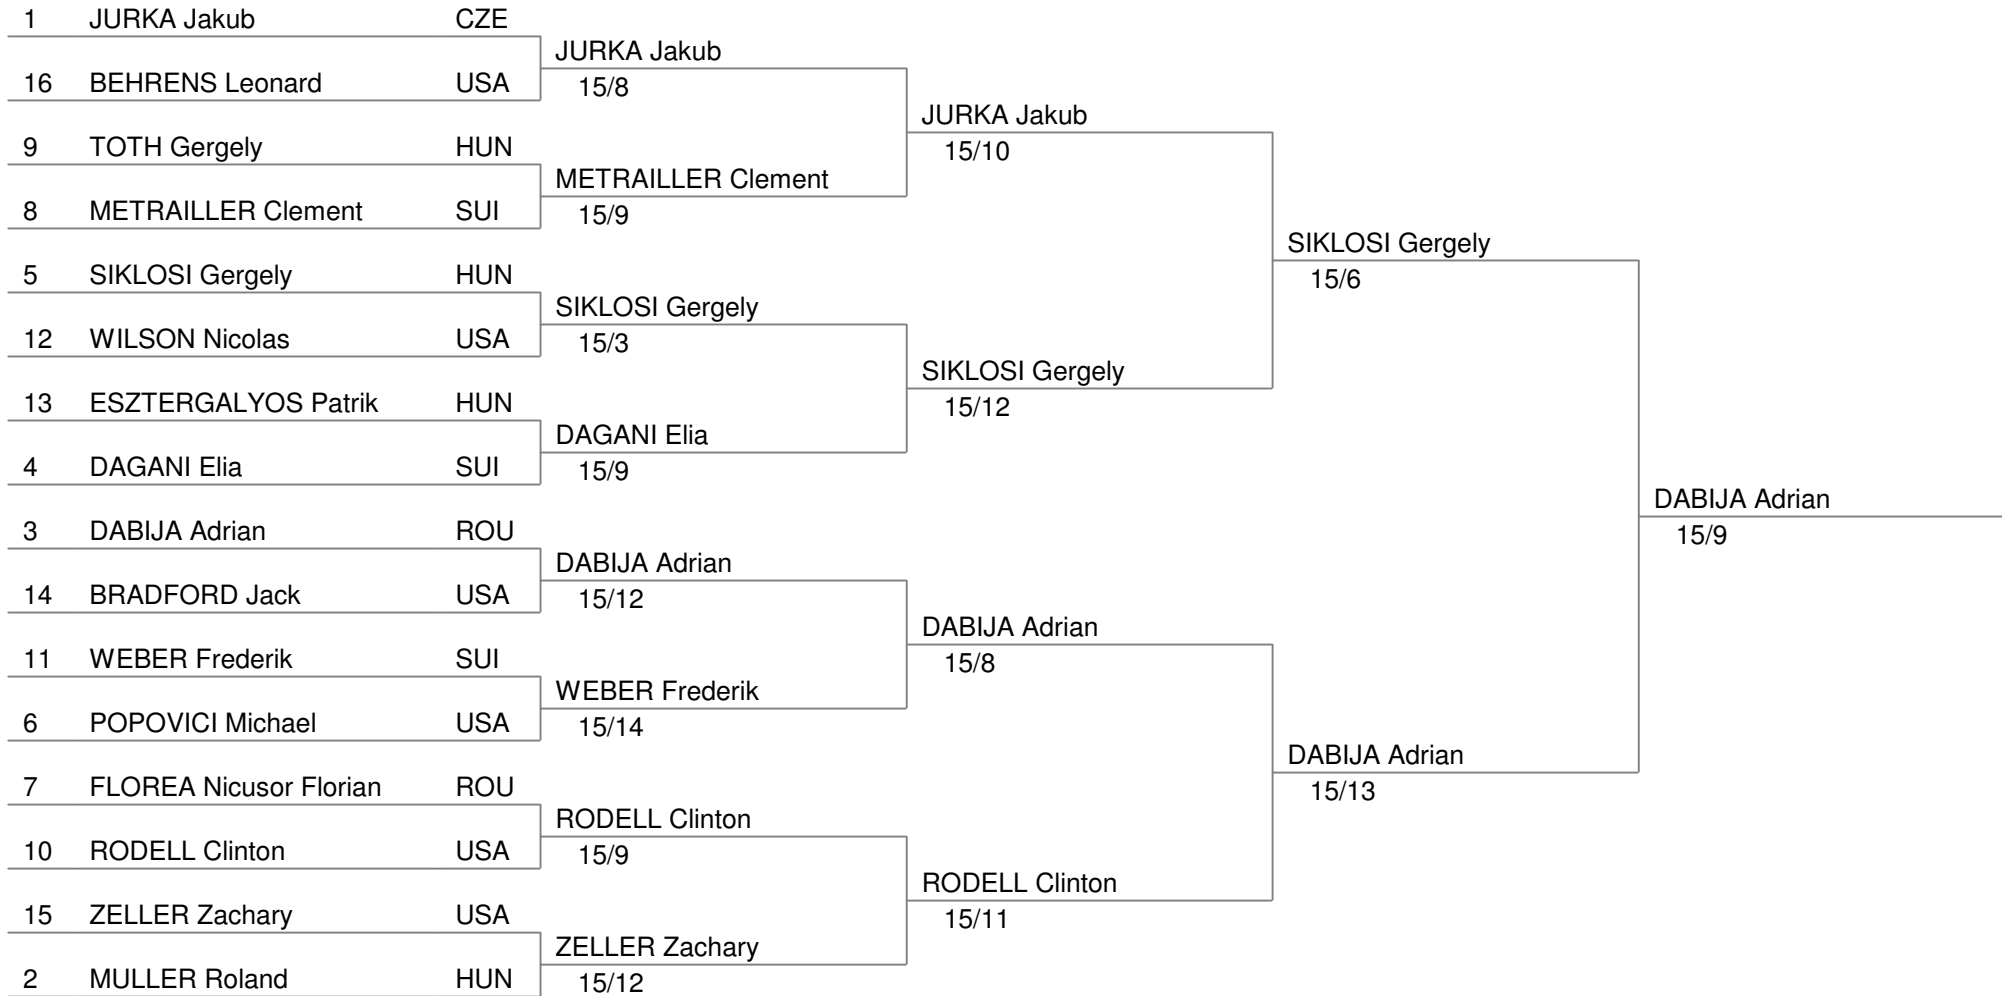 1 JURKA Jakub CZE
JURKA Jakub
16 BEHRENS Leonard USA
15/8
JURKA Jakub
9 TOTH Gergely HUN
15/10
METRAILLER Clement
8 METRAILLER Clement SUI
15/9
SIKLOSI Gergely
5 SIKLOSI Gergely HUN
15/6
SIKLOSI Gergely
12 WILSON Nicolas USA
15/3
SIKLOSI Gergely
13 ESZTERGALYOS Patrik HUN
15/12
DAGANI Elia
4 DAGANI Elia SUI
15/9
DABIJA Adrian
3 DABIJA Adrian ROU
15/9
DABIJA Adrian
14 BRADFORD Jack USA
15/12
DABIJA Adrian
11 WEBER Frederik SUI
15/8
WEBER Frederik
6 POPOVICI Michael USA
15/14
DABIJA Adrian
7 FLOREA Nicusor Florian ROU
15/13
RODELL Clinton
10 RODELL Clinton USA
15/9
RODELL Clinton
15 ZELLER Zachary USA
15/11
ZELLER Zachary
2 MULLER Roland HUN
15/12